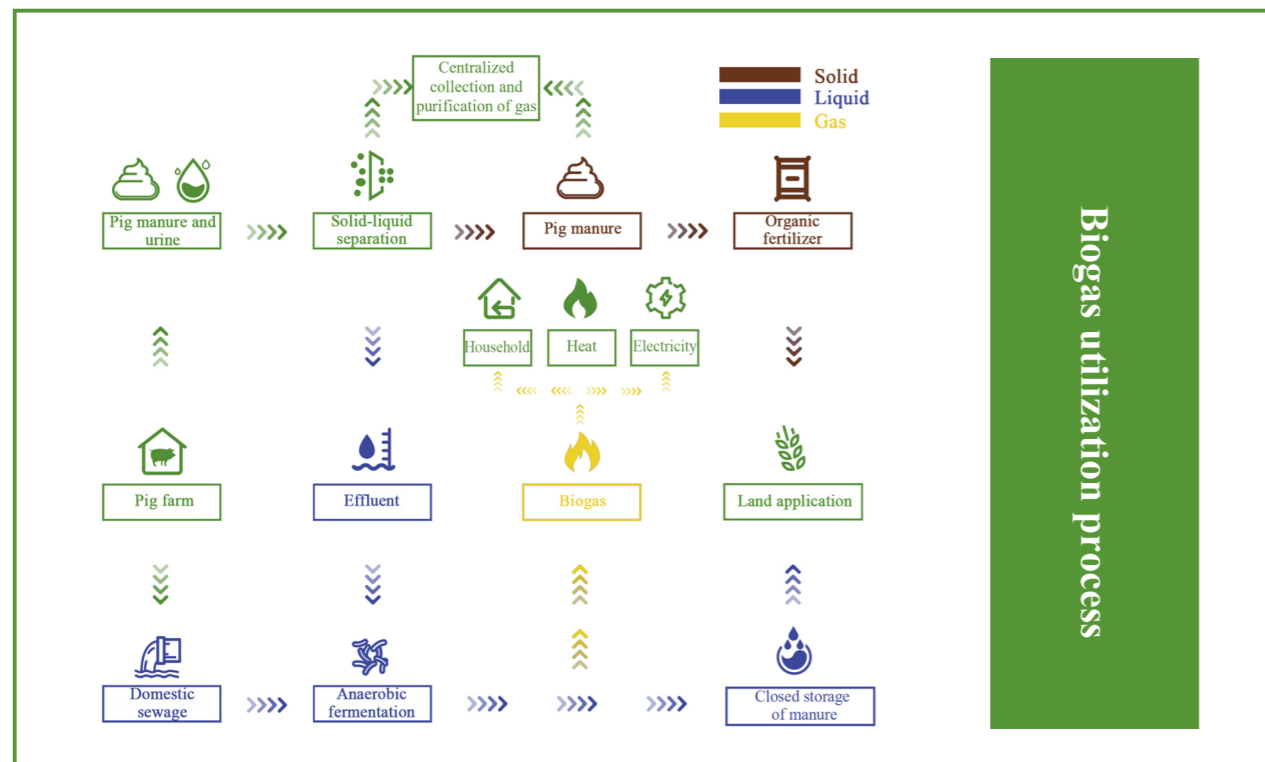 Centralized
collection and
purification of gas
Solid
Liquid
Gas
Pig manure and
urine
Solid-liquid
separation
Pig manure
Organic
fertilizer
Household
Heat
Electricity
Pig farm
Effluent
Biogas
Land application
Domestic
sewage
Anaerobic
fermentation
Closed storage
of manure
Biogas utilization process